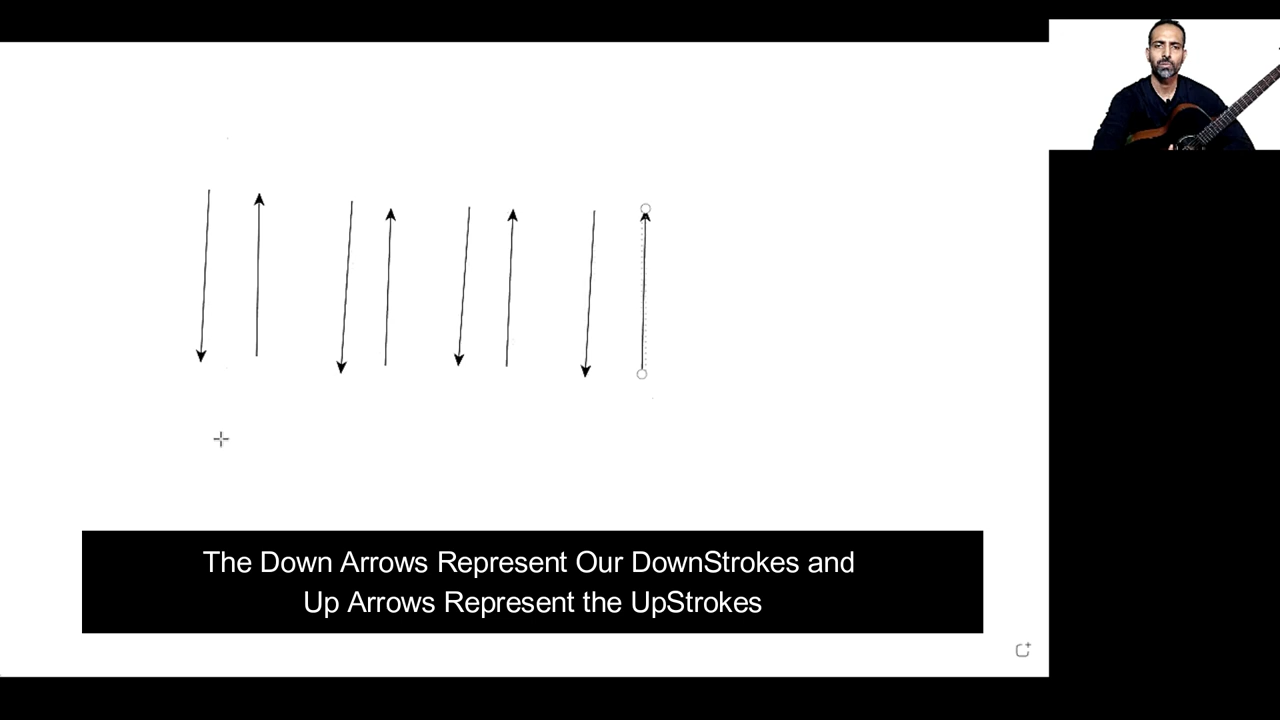 The Down Arrows Represent Our DownStrokes and
Up Arrows Represent the UpStrokes